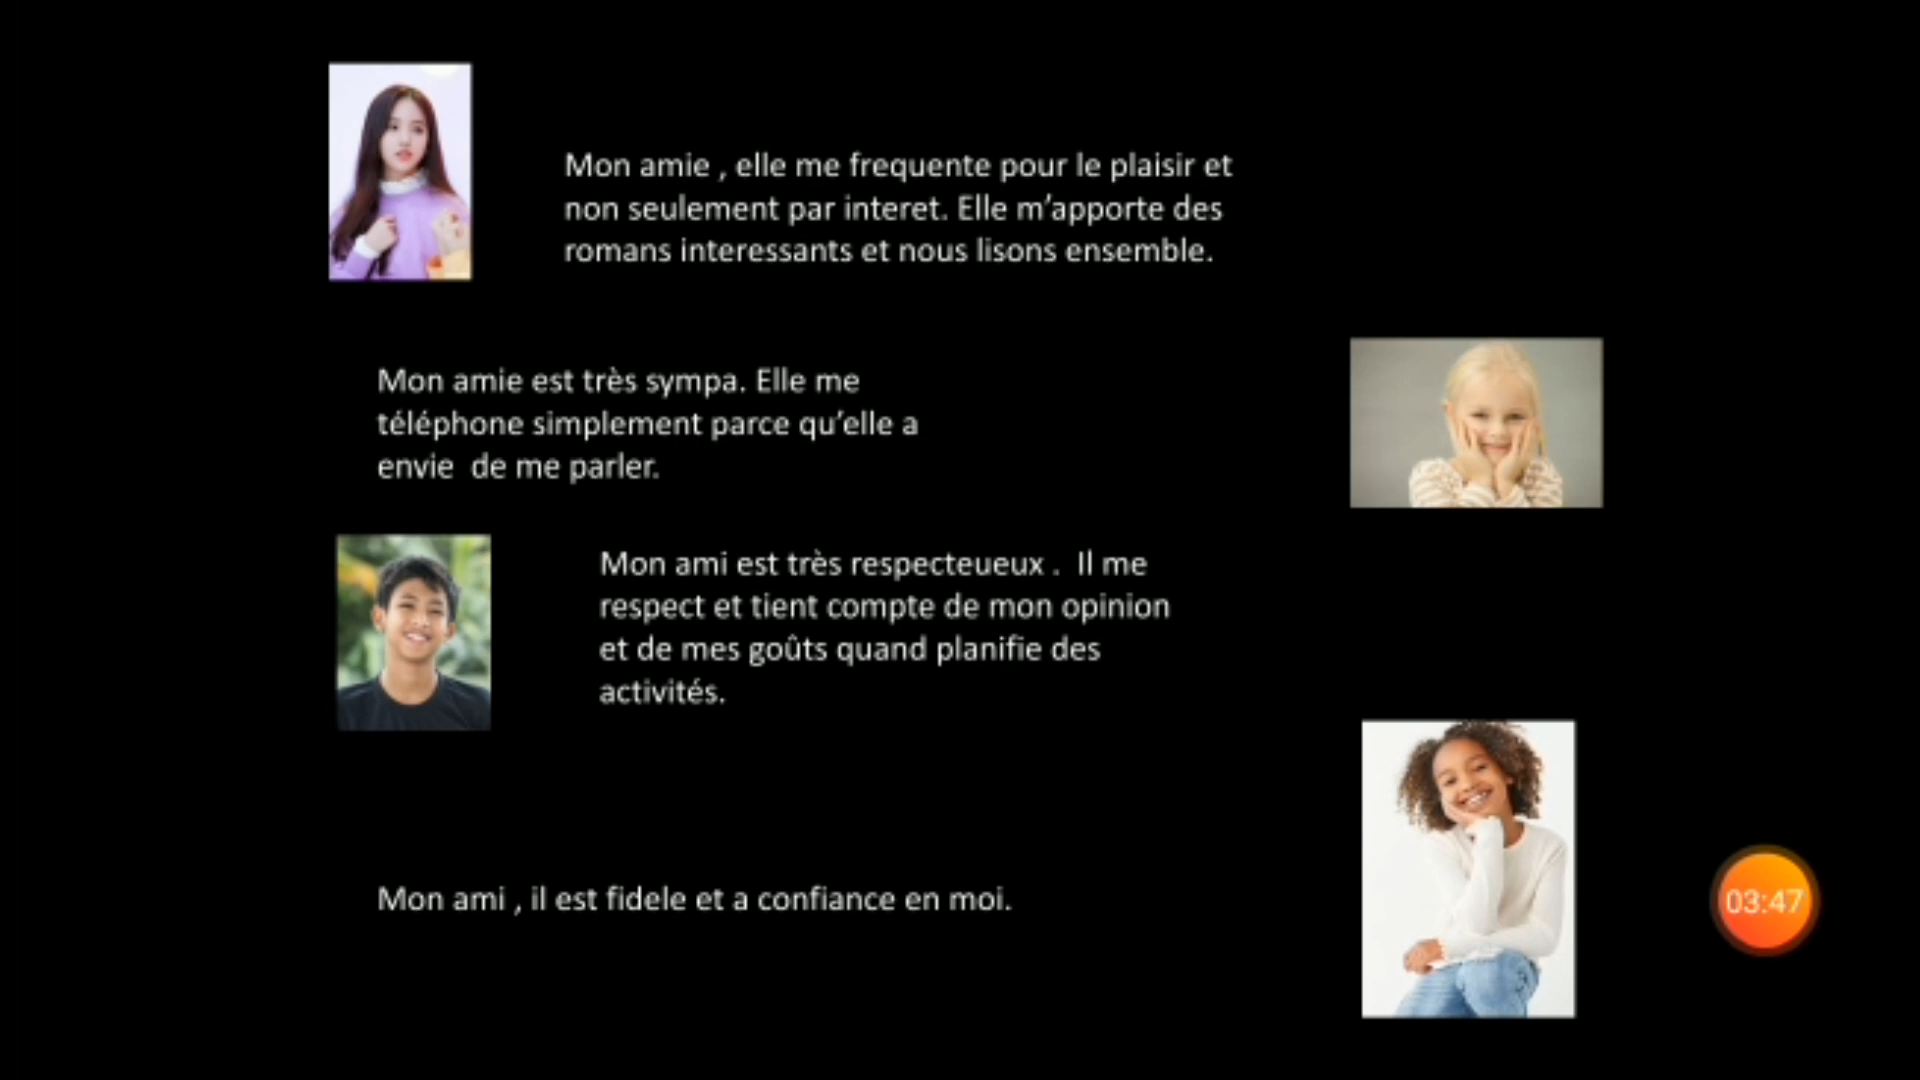 Mon amie , elle me frequente pour le plaisir et
non seulement par interet. Elle m’apporte des
romans interessants et nous lisons ensemble.
Mon amie est très sympa. Elle me
téléphone simplement parce qu’elle a
envie  de me parler.
Mon ami est très respecteueux .  Il me
respect et tient compte de mon opinion
et de mes goûts quand planifie des
activités.
Mon ami , il est fidele et a confiance en moi.
03:47